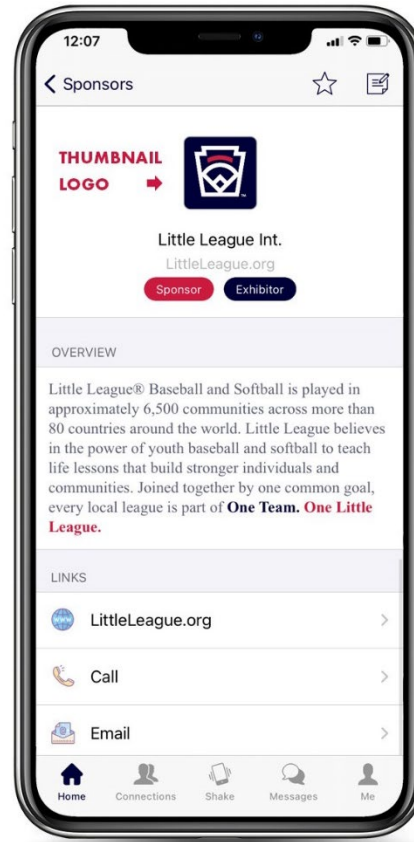 12:07
Sponsors
THUMBNAIL
LOGO
Little League Int.
LittleLeague.org
Sponsor Exhibitor
OVERVIEW
Little League® Baseball and Softball is played in
approximately 6,500 communities across more than
80 countries around the world. Little League believes
in the power of youth baseball and softball to teach
life lessons that build stronger individuals and
communities. Joined together by one common goal,
every local league is part of One Team. One Little
League.
LINKS
LittleLeague.org
Call
Email
Home Connections Shake Messages Me